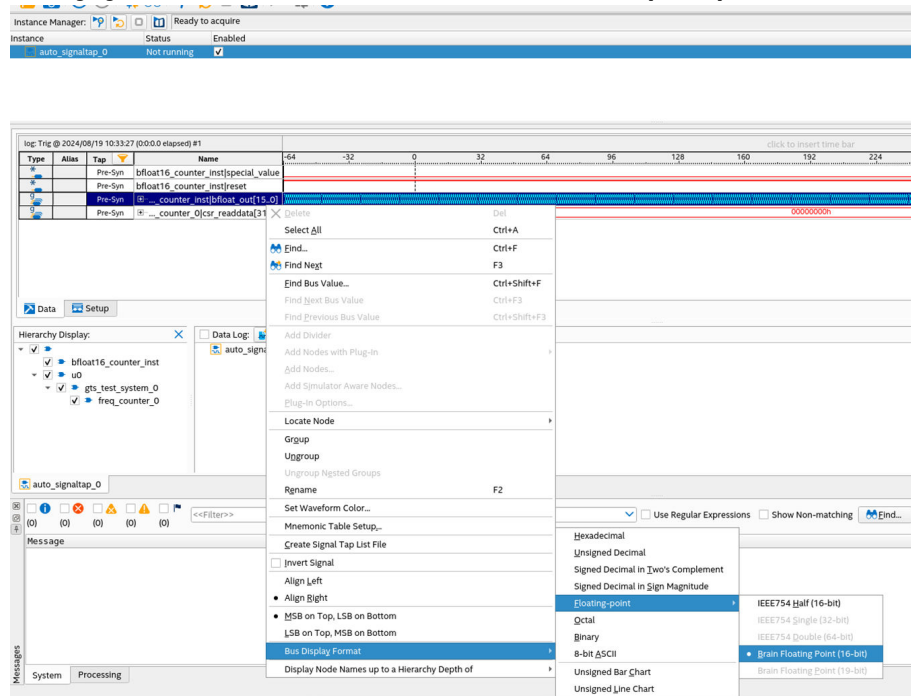 Instance Manager: Ready to acquire
Instance Status Enabled
auto_signaltap_0 Not running
log: Trig @ 2024/08/19 10:33:27 (0:0:0.0 elapsed) #1
click to insert time bar
Type Alias Tap Name
-64 -32 0 32 64 96 128 160 192 224
Pre-Syn bfloat16_counter_inst|special_value
Pre-Syn bfloat16_counter_inst|reset
Pre-Syn ..._counter_inst|bfloat_out[15..0]
Pre-Syn ..._counter_0|csr_readdata[31
00000000h
Delete Del
Select All Ctrl+A
Find... Ctrl+F
Find Next F3
Find Bus Value... Ctrl+Shift+F
Find Next Bus Value Ctrl+F3
Find Previous Bus Value Ctrl+Shift+F3
Add Divider
Add Nodes with Plug-In
Add Nodes...
Add Simulator Aware Nodes...
Plug-In Options...
Locate Node
Group
Ungroup
Ungroup Nested Groups
Rename F2
Set Waveform Color...
Mnemonic Table Setup...
Create Signal Tap List File
Invert Signal
Align Left
Align Right
MSB on Top, LSB on Bottom
LSB on Top, MSB on Bottom
Bus Display Format
Display Node Names up to a Hierarchy Depth of
Data Setup
Hierarchy Display:
bfloat16_counter_inst
u0
gts_test_system_0
freq_counter_0
Data Log:
auto_signa
auto_signaltap_0
(0) (0) (0) (0) (0)
<<Filter>>
Use Regular Expressions Show Non-matching Find...
Message
Messages
System Processing
Hexadecimal
Unsigned Decimal
Signed Decimal in Two's Complement
Signed Decimal in Sign Magnitude
Floating-point
Octal
Binary
8-bit ASCII
Unsigned Bar Chart
Unsigned Line Chart
IEEE754 Half (16-bit)
IEEE754 Single (32-bit)
IEEE754 Double (64-bit)
Brain Floating Point (16-bit)
Brain Floating Point (19-bit)